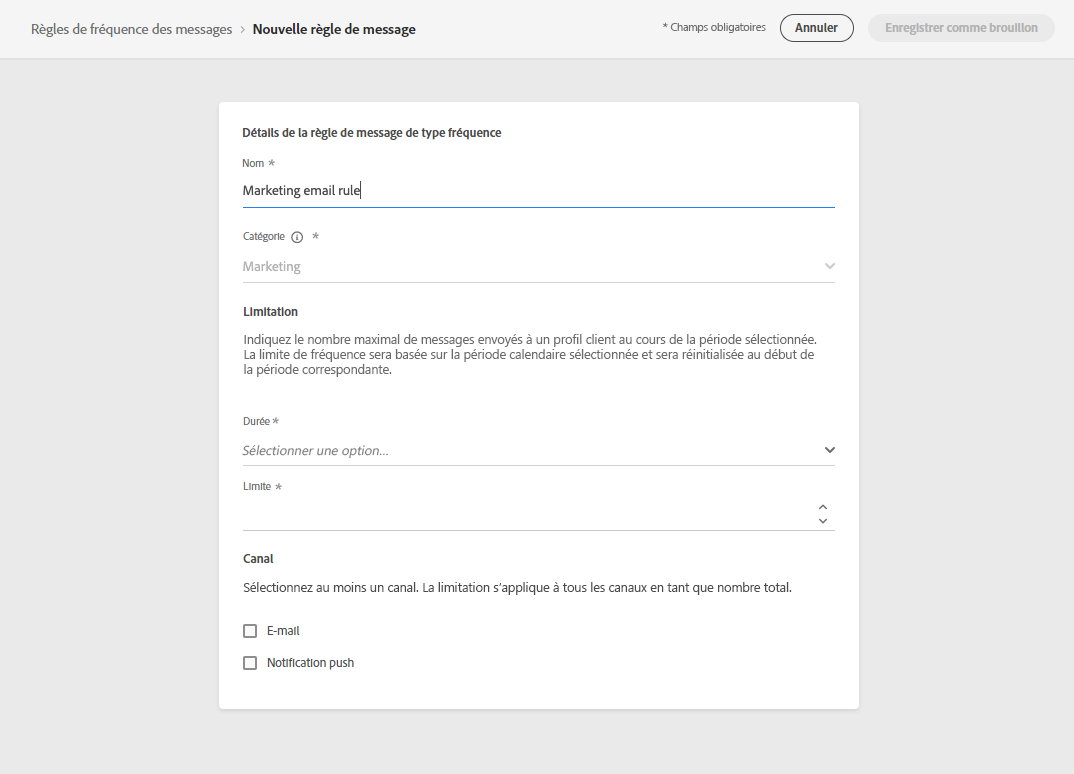 Règles de fréquence des messages > Nouvelle règle de message
* Champs obligatoires
Annuler
Enregistrer comme brouillon
Détails de la règle de message de type fréquence
Nom *
Marketing email rule
Catégorie *
Marketing
Limitation
Indiquez le nombre maximal de messages envoyés à un profil client au cours de la période sélectionnée.
La limite de fréquence sera basée sur la période calendaire sélectionnée et sera réinitialisée au début de
la période correspondante.
Durée *
Sélectionner une option...
Limite *
Canal
Sélectionnez au moins un canal. La limitation s'applique à tous les canaux en tant que nombre total.
E-mail
Notification push